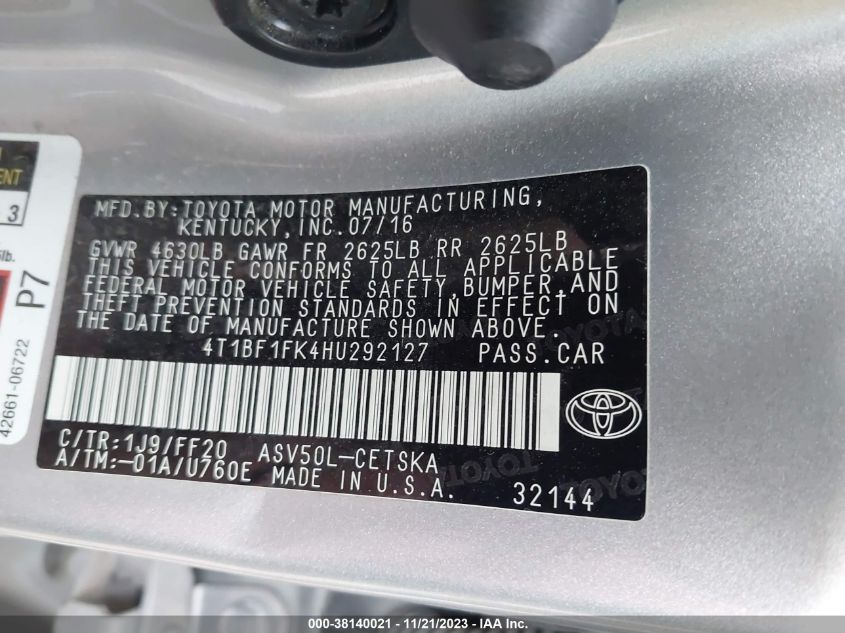 ENT
3
lb.
P7
42661-06722
MFD.BY:TOYOTA MOTOR MANUFACTURING,
KENTUCKY,INC.07/16
GVWR 4630LB GAWR FR 2625LB RR 2625LB
THIS VEHICLE CONFORMS TO ALL APPLICABLE
FEDERAL MOTOR VEHICLE SAFETY,BUMPER,AND
THEFT PREVENTION STANDARDS IN EFFECT ON
THE DATE OF MANUFACTURE SHOWN ABOVE.
4T1BF1FK4HU292127 PASS.CAR
C/TR:1J9/FF20 ASV50L-CETSKA
A/TM:-01A/U760E MADE IN U.S.A. 32144
000-38140021 - 11/21/2023 - IAA Inc.